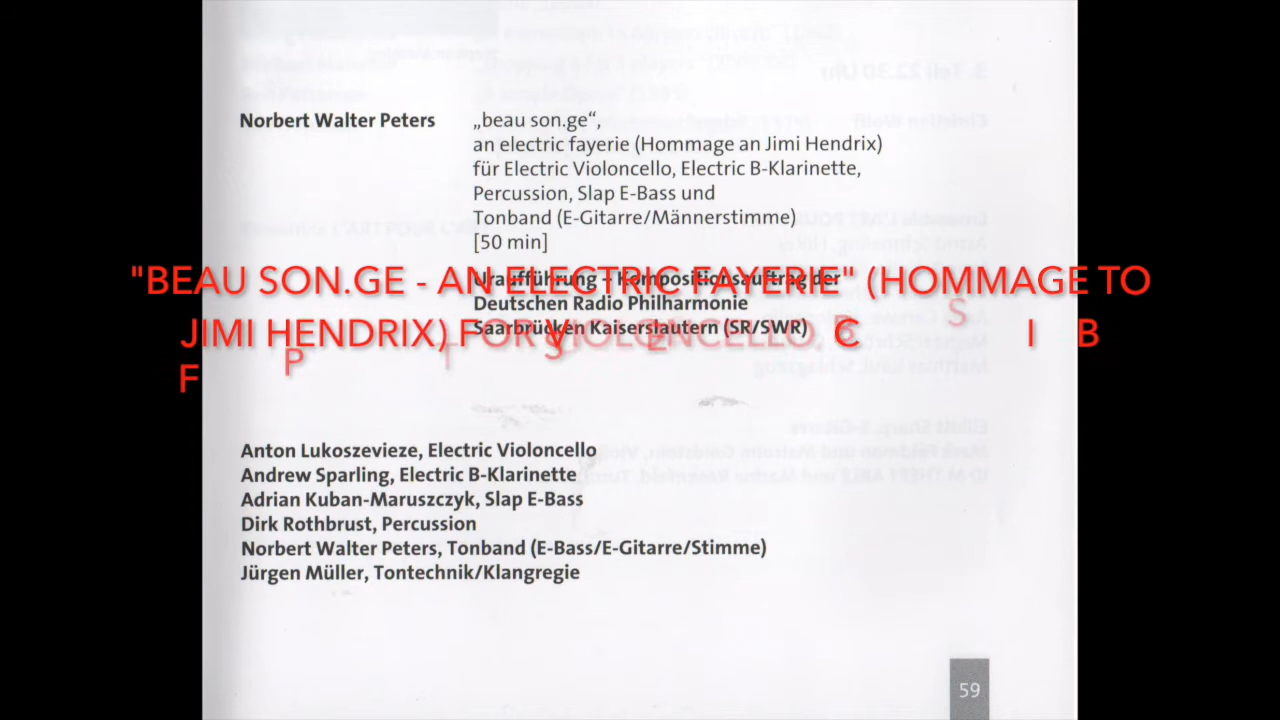 Norbert Walter Peters
„beau son.ge“,
an electric fayerie (Hommage an Jimi Hendrix)
für Electric Violoncello, Electric B-Klarinette,
Percussion, Slap E-Bass und
Tonband (E-Gitarre/Männerstimme)
[50 min]
Uraufführung – Kompositionsauftrag der
Deutschen Radio Philharmonie
Saarbrücken Kaiserslautern (SR/SWR)
"BEAU SON.GE - AN ELECTRIC FAYERIE" (HOMMAGE TO
JIMI HENDRIX) FOR VIOLONCELLO,
Anton Lukoszevieze, Electric Violoncello
Andrew Sparling, Electric B-Klarinette
Adrian Kuban-Maruszczyk, Slap E-Bass
Dirk Rothbrust, Percussion
Norbert Walter Peters, Tonband (E-Bass/E-Gitarre/Stimme)
Jürgen Müller, Tontechnik/Klangregie
59